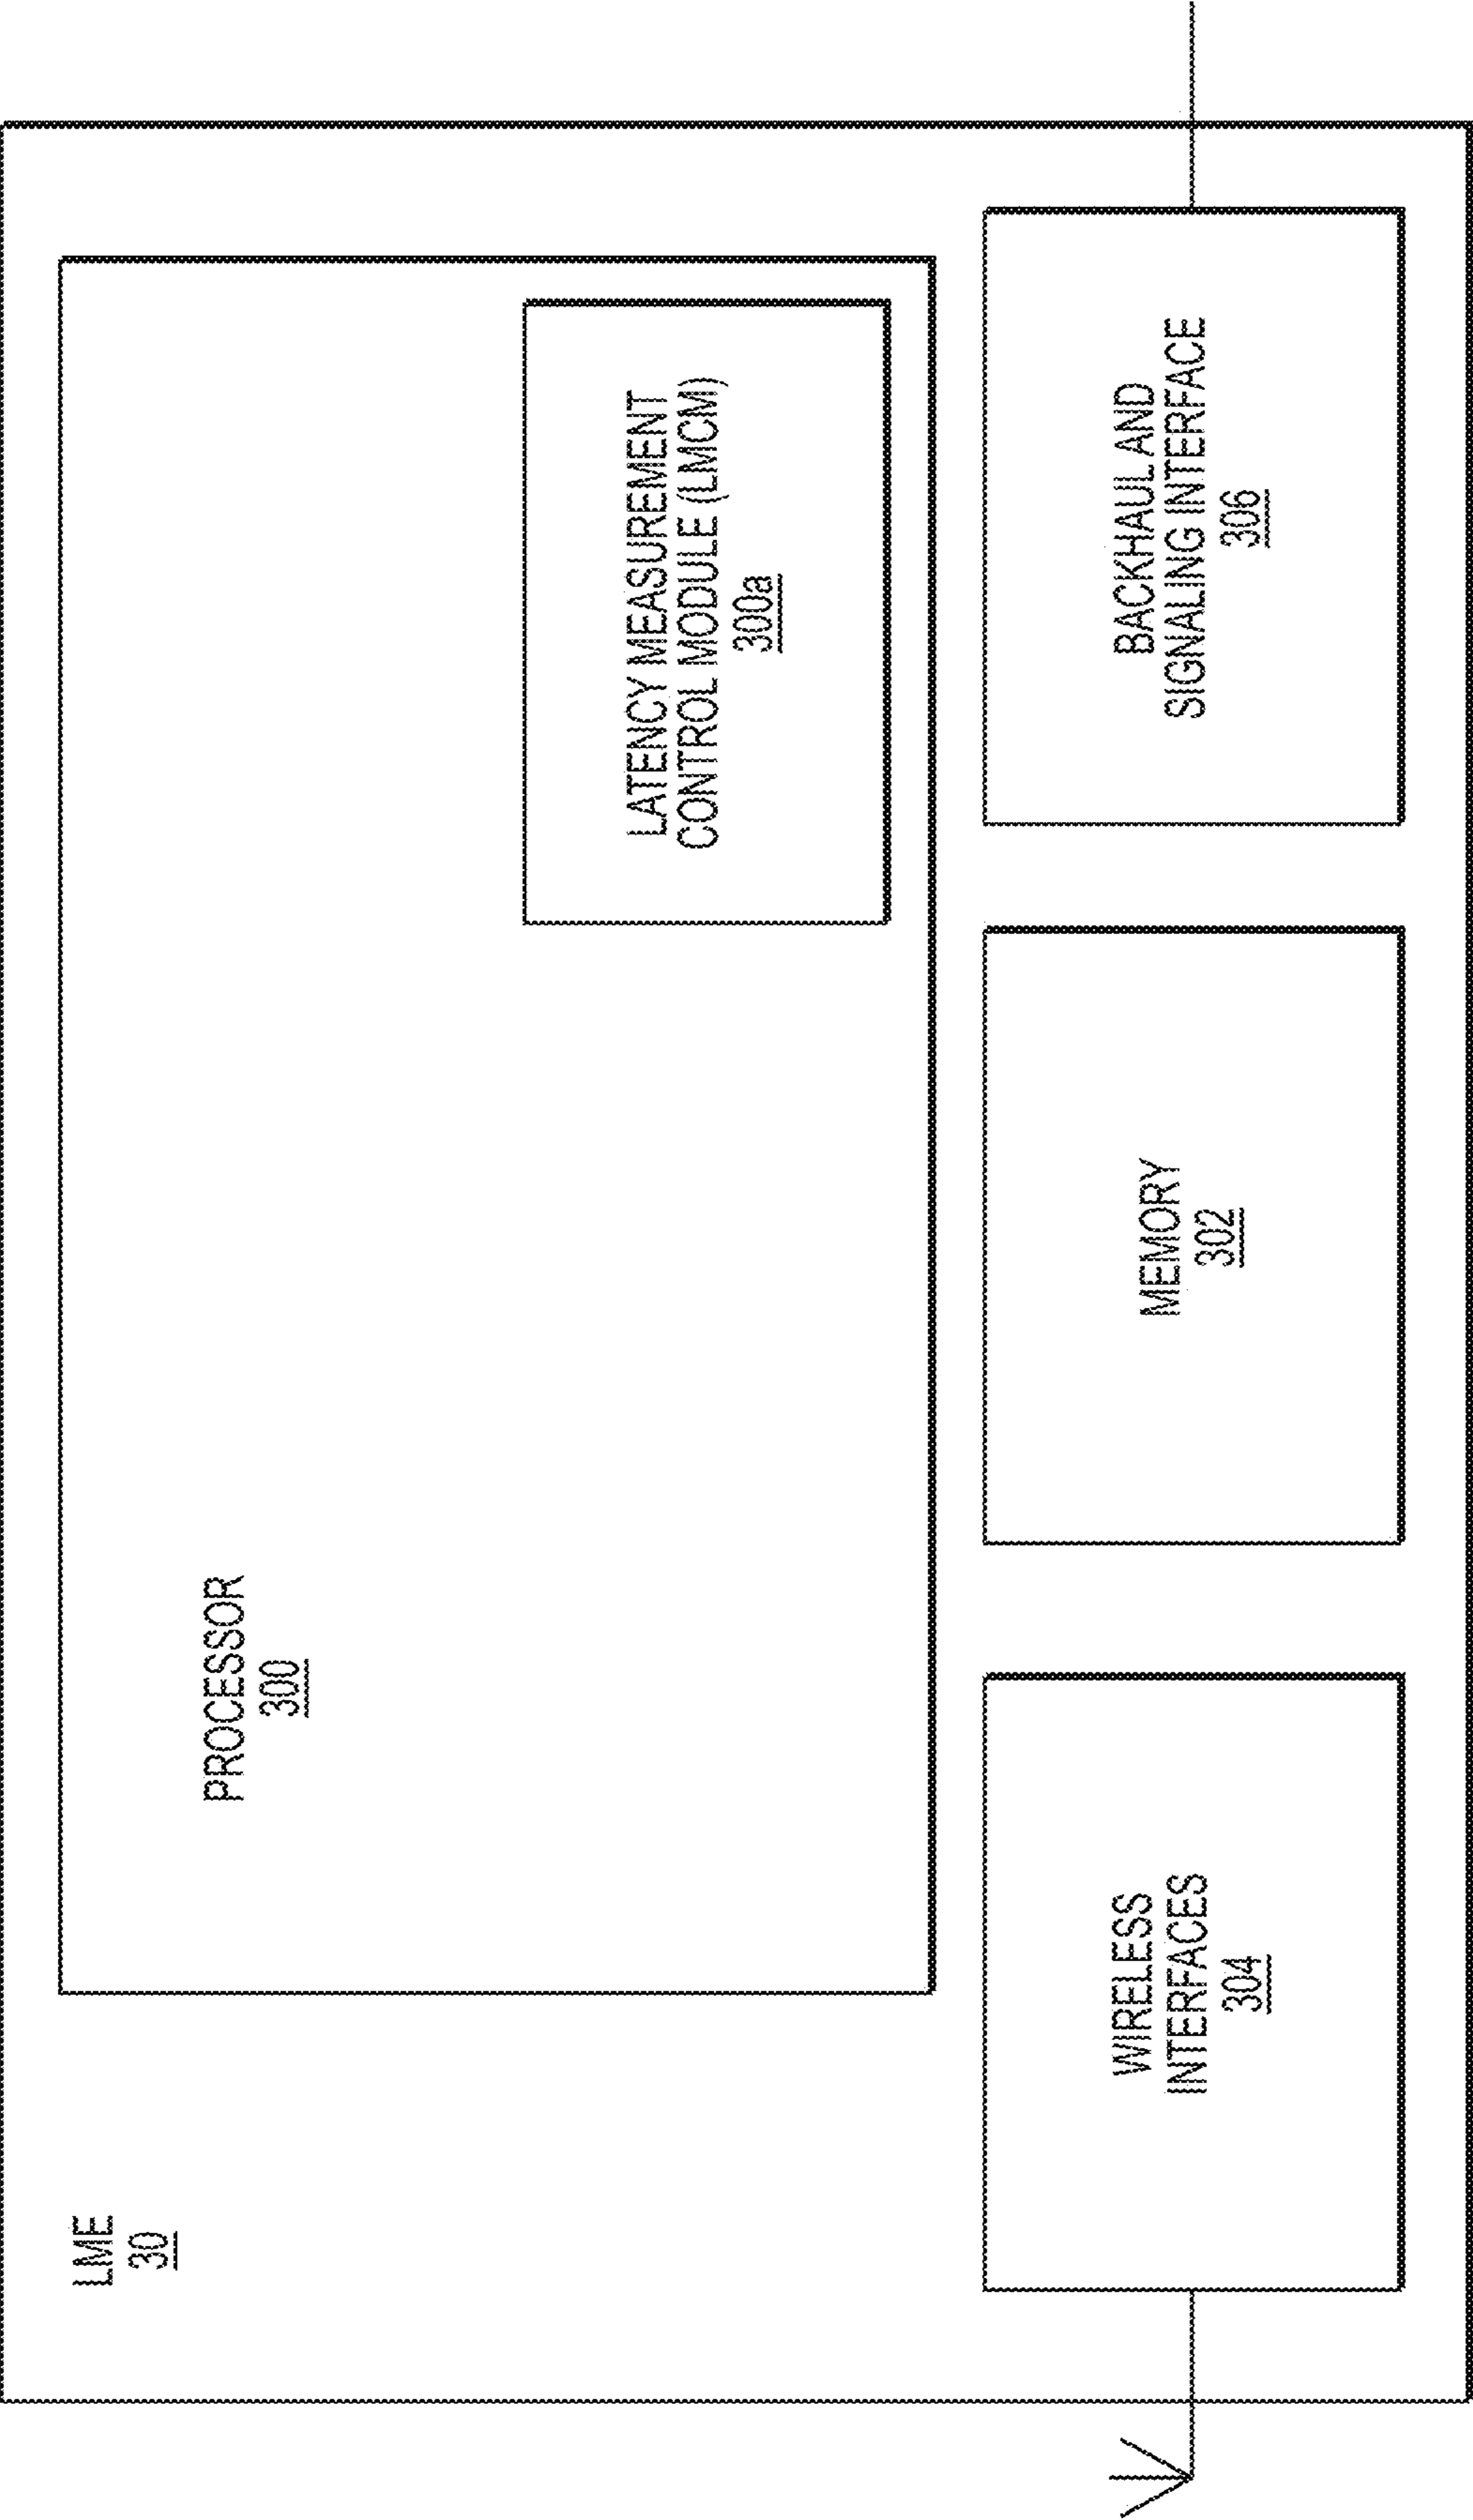 LME
30
PROCESSOR
300
LATENCY MEASUREMENT
CONTROL MODULE (LMCM)
300a
WIRELESS
INTERFACES
304
MEMORY
302
BACKHAUL AND
SIGNALING INTERFACE
306